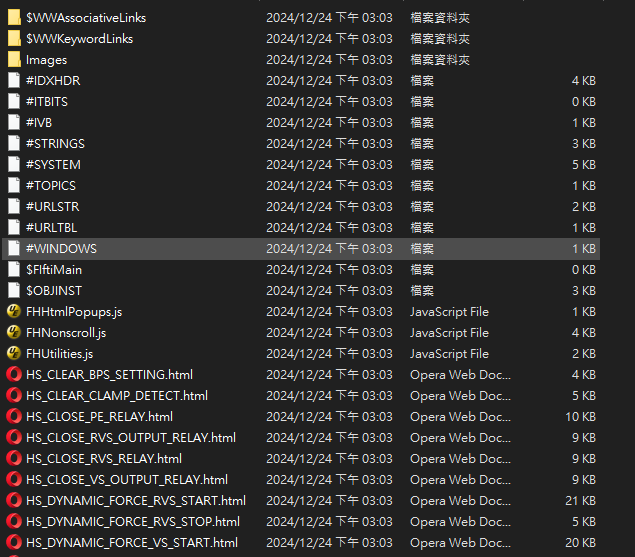 $WWAssociativeLinks 2024/12/24 下午 03:03 檔案資料夾
$WWKeywordLinks 2024/12/24 下午 03:03 檔案資料夾
Images 2024/12/24 下午 03:03 檔案資料夾
#IDXHDR 2024/12/24 下午 03:03 檔案 4 KB
#ITBITS 2024/12/24 下午 03:03 檔案 0 KB
#IVB 2024/12/24 下午 03:03 檔案 1 KB
#STRINGS 2024/12/24 下午 03:03 檔案 3 KB
#SYSTEM 2024/12/24 下午 03:03 檔案 5 KB
#TOPICS 2024/12/24 下午 03:03 檔案 1 KB
#URLSTR 2024/12/24 下午 03:03 檔案 2 KB
#URLTBL 2024/12/24 下午 03:03 檔案 1 KB
#WINDOWS 2024/12/24 下午 03:03 檔案 1 KB
$FIftiMain 2024/12/24 下午 03:03 檔案 0 KB
$OBJINST 2024/12/24 下午 03:03 檔案 3 KB
FHHtmlPopups.js 2024/12/24 下午 03:03 JavaScript File 1 KB
FHNonscroll.js 2024/12/24 下午 03:03 JavaScript File 4 KB
FHUtilities.js 2024/12/24 下午 03:03 JavaScript File 2 KB
HS_CLEAR_BPS_SETTING.html 2024/12/24 下午 03:03 Opera Web Doc... 4 KB
HS_CLEAR_CLAMP_DETECT.html 2024/12/24 下午 03:03 Opera Web Doc... 5 KB
HS_CLOSE_PE_RELAY.html 2024/12/24 下午 03:03 Opera Web Doc... 10 KB
HS_CLOSE_RVS_OUTPUT_RELAY.html 2024/12/24 下午 03:03 Opera Web Doc... 9 KB
HS_CLOSE_RVS_RELAY.html 2024/12/24 下午 03:03 Opera Web Doc... 9 KB
HS_CLOSE_VS_OUTPUT_RELAY.html 2024/12/24 下午 03:03 Opera Web Doc... 9 KB
HS_DYNAMIC_FORCE_RVS_START.html 2024/12/24 下午 03:03 Opera Web Doc... 21 KB
HS_DYNAMIC_FORCE_RVS_STOP.html 2024/12/24 下午 03:03 Opera Web Doc... 5 KB
HS_DYNAMIC_FORCE_VS_START.html 2024/12/24 下午 03:03 Opera Web Doc... 20 KB